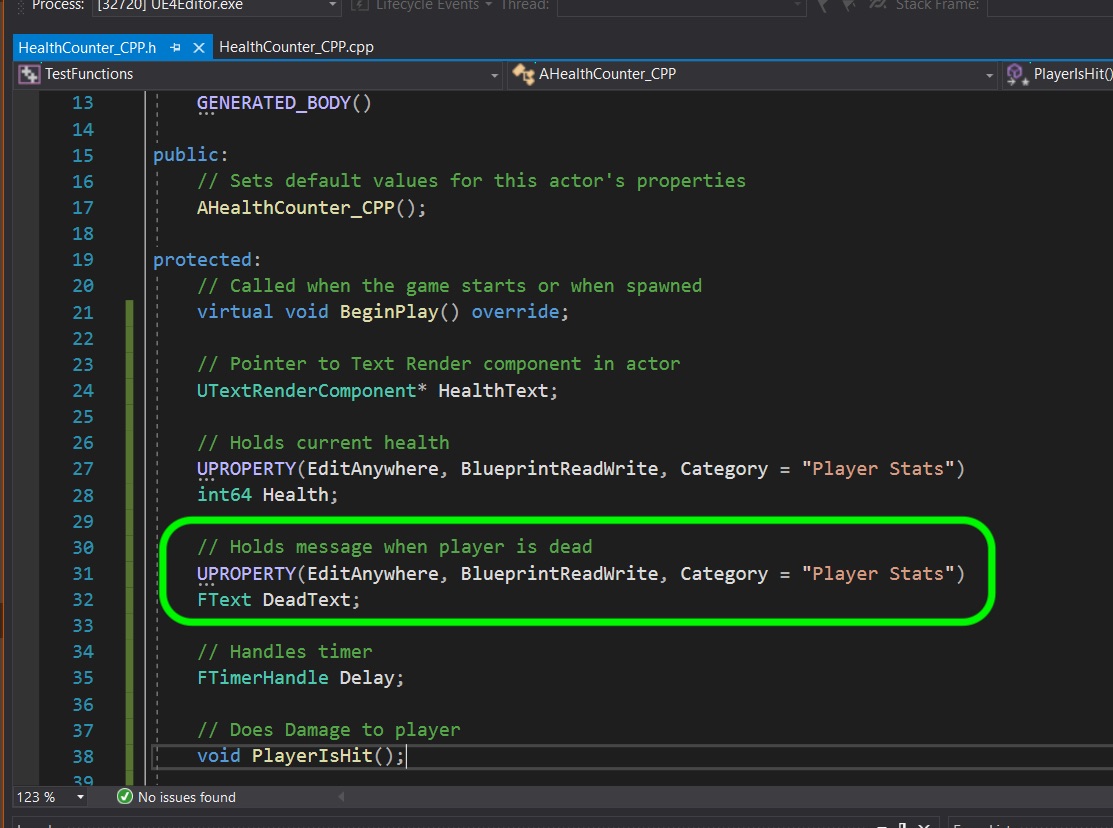 Process: [32720] UE4Editor.exe Lifecycle Events Thread: Stack Frame:
HealthCounter_CPP.h HealthCounter_CPP.cpp
TestFunctions AHealthCounter_CPP PlayerIsHit()
13 GENERATED_BODY()
14
15 public:
16 // Sets default values for this actor's properties
17 AHealthCounter_CPP();
18
19 protected:
20 // Called when the game starts or when spawned
21 virtual void BeginPlay() override;
22
23 // Pointer to Text Render component in actor
24 UTextRenderComponent* HealthText;
25
26 // Holds current health
27 UPROPERTY(EditAnywhere, BlueprintReadWrite, Category = "Player Stats")
28 int64 Health;
29
30 // Holds message when player is dead
31 UPROPERTY(EditAnywhere, BlueprintReadWrite, Category = "Player Stats")
32 FText DeadText;
33
34 // Handles timer
35 FTimerHandle Delay;
36
37 // Does Damage to player
38 void PlayerIsHit();
39
123 % No issues found